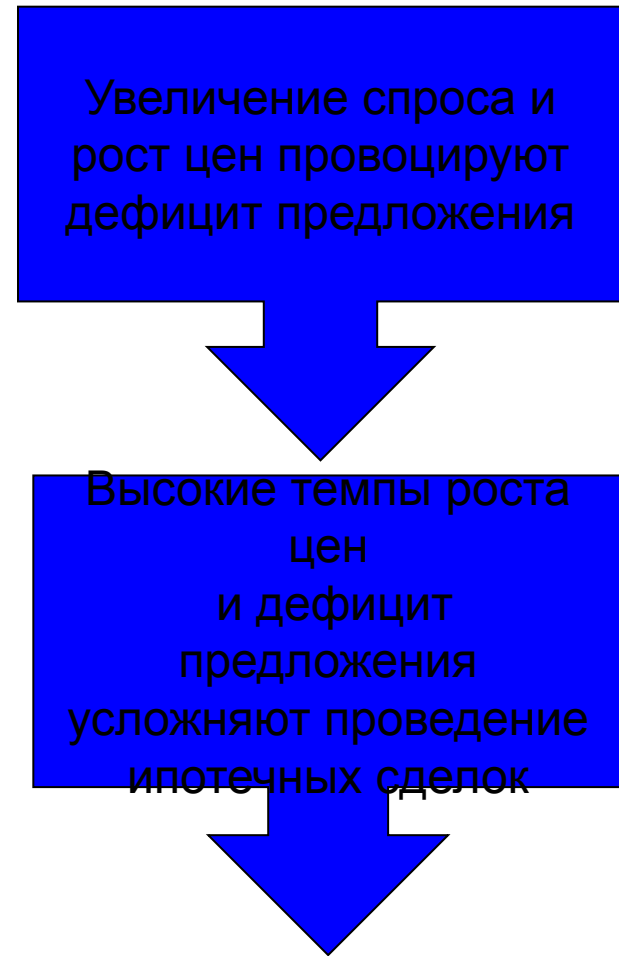 Увеличение спроса и
рост цен провоцируют
дефицит предложения
Высокие темпы роста
цен
и дефицит
предложения
усложняют проведение
ипотечных сделок